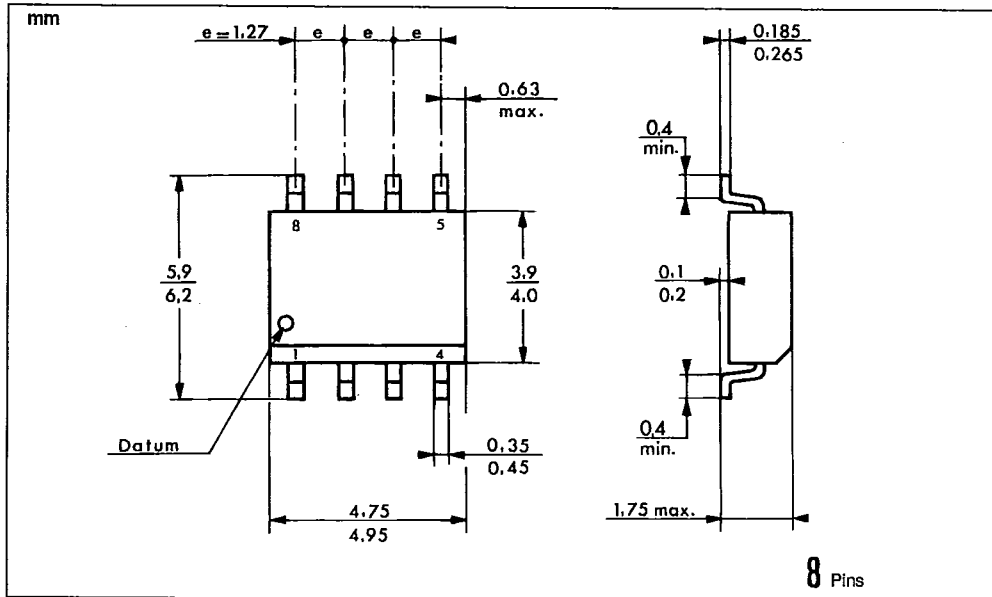 mm
e = 1,27 e e e
0,63
max.
0,185
0,265
0,4
min.
8 5
5,9
6,2
3,9
4,0
0,1
0,2
1 4
Datum
0,35
0,45
0,4
min.
4,75
4,95
1,75 max.
8 Pins